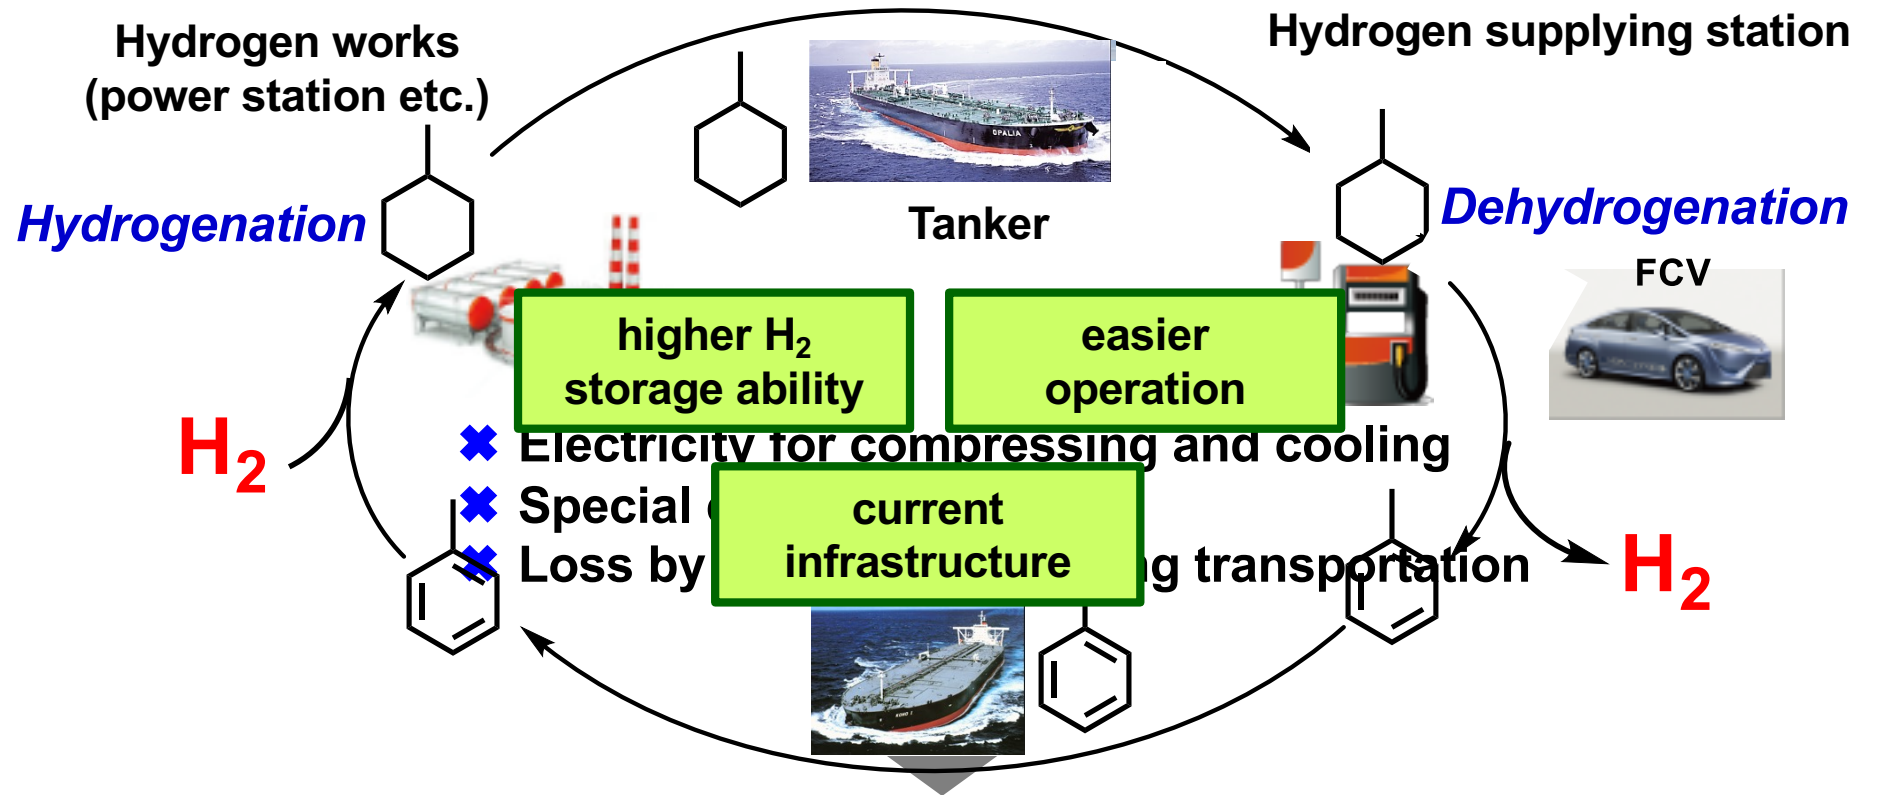 Hydrogen works
(power station etc.)
Hydrogen supplying station
OPALIA
Tanker
Hydrogenation
Dehydrogenation
FCV
higher H₂
storage ability
easier
operation
H₂
✖ Electricity for compressing and cooling
✖ Special
current
infrastructure
✖ Loss by
transportation
H₂